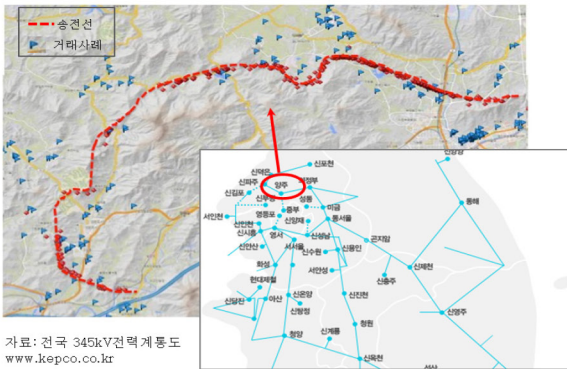 송전선
거래사례
신포천
신덕은
신파주
양주
의정부
신김포
성동
서인천
중부
미금
영등포
신양재
동서울
신인천
신시흥
영서
신성남
곤지암
동해
신안산
서서울
신수원
신용인
화성
서안성
신제천
현대제철
신충주
신당진
아산
신온양
신진천
신탕정
신영주
청양
신계룡
청원
신옥천
자료: 전국 345kV전력계통도
www.kepco.co.kr